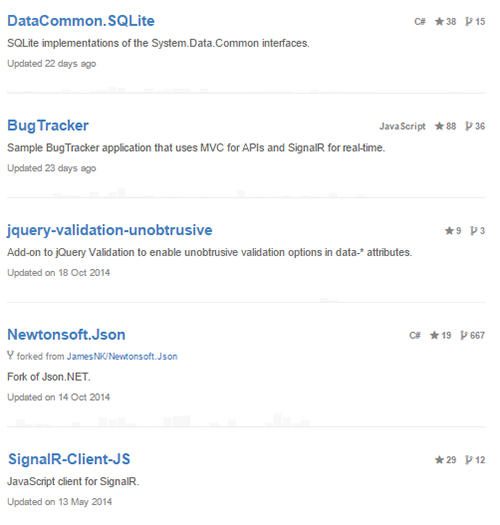 DataCommon.SQLite C# 38 15
SQLite implementations of the System.Data.Common interfaces.
Updated 22 days ago
BugTracker JavaScript 88 36
Sample BugTracker application that uses MVC for APIs and SignalR for real-time.
Updated 23 days ago
jquery-validation-unobtrusive 9 3
Add-on to jQuery Validation to enable unobtrusive validation options in data-* attributes.
Updated on 18 Oct 2014
Newtonsoft.Json C# 19 667
forked from JamesNK/Newtonsoft.Json
Fork of Json.NET.
Updated on 14 Oct 2014
SignalR-Client-JS 29 12
JavaScript client for SignalR.
Updated on 13 May 2014